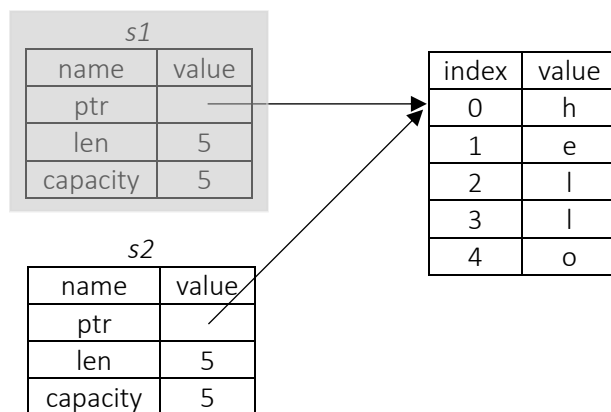 s1
name value
ptr
len 5
capacity 5
index value
0 h
1 e
2 l
3 l
4 o
s2
name value
ptr
len 5
capacity 5